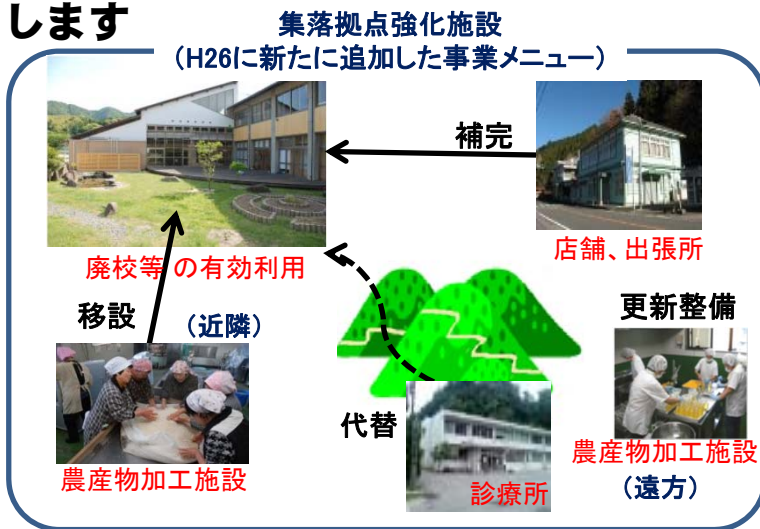 します
集落拠点強化施設
（H26に新たに追加した事業メニュー）
補完
店舗、出張所
廃校等の有効利用
移設
（近隣）
更新整備
代替
農産物加工施設
農産物加工施設
診療所
（遠方）